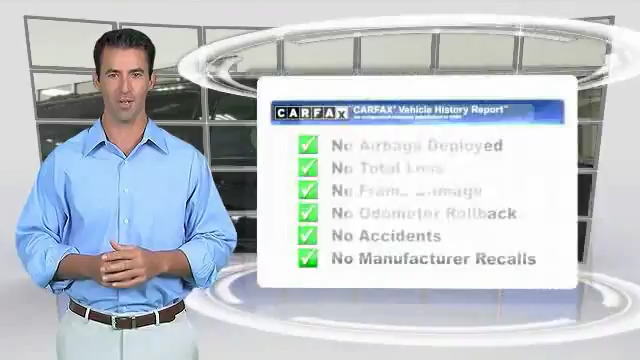 CARFAX CARFAX Vehicle History Report™
No Airbags Deployed
No Total Loss
No Frame Damage
No Odometer Rollback
No Accidents
No Manufacturer Recalls